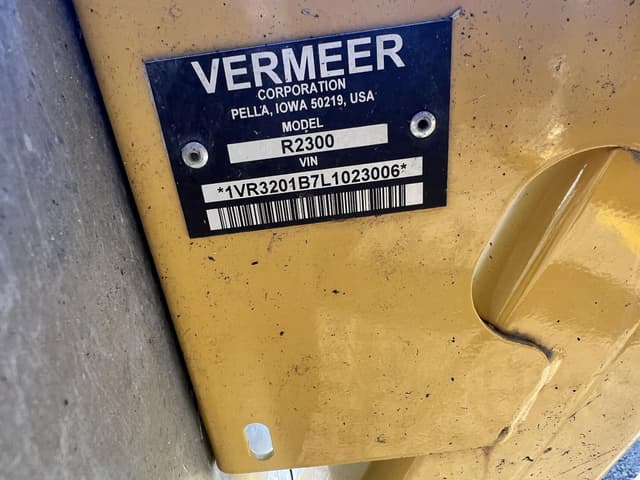 VERMEER
CORPORATION
PELLA, IOWA 50219, USA
MODEL
R2300
VIN
*1VR3201B7L1023006*